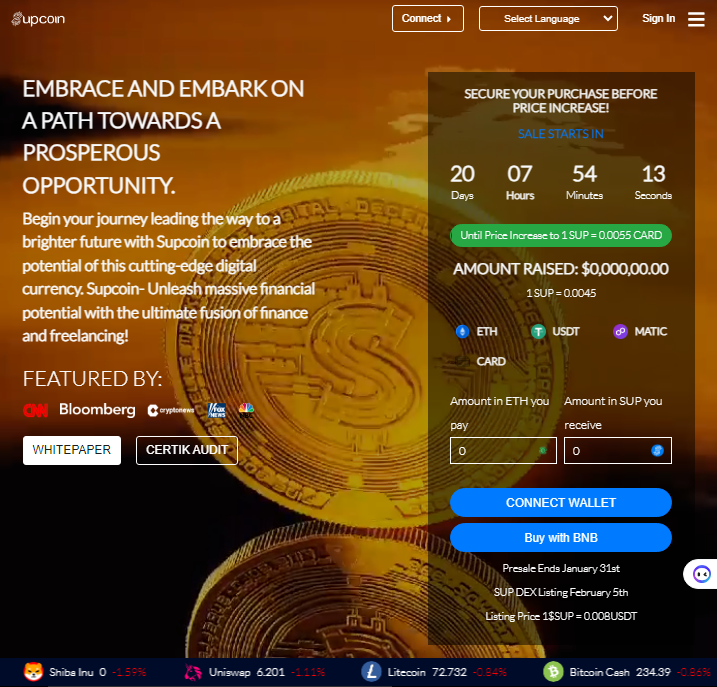 Supcoin
Connect
Select Language
Sign In
EMBRACE AND EMBARK ON
A PATH TOWARDS A
PROSPEROUS
OPPORTUNITY.
Begin your journey leading the way to a
brighter future with Supcoin to embrace the
potential of this cutting-edge digital
currency. Supcoin- Unleash massive financial
potential with the ultimate fusion of finance
and freelancing!
FEATURED BY:
CNN Bloomberg cryptonews FOX NEWS
WHITEPAPER
CERTIK AUDIT
SECURE YOUR PURCHASE BEFORE
PRICE INCREASE!
SALE STARTS IN
20 07 54 13
Days Hours Minutes Seconds
Until Price Increase to 1 SUP = 0.0055 CARD
AMOUNT RAISED: $0,000,00.00
1 SUP = 0.0045
ETH USDT MATIC
CARD
Amount in ETH you
pay
0
Amount in SUP you
receive
0
CONNECT WALLET
Buy with BNB
Presale Ends January 31st
SUP DEX Listing February 5th
Listing Price 1$SUP = 0.008USDT
Shiba Inu 0 -1.59% Uniswap 6.201 -1.11% Litecoin 72.732 -0.84% Bitcoin Cash 234.39 -0.86%